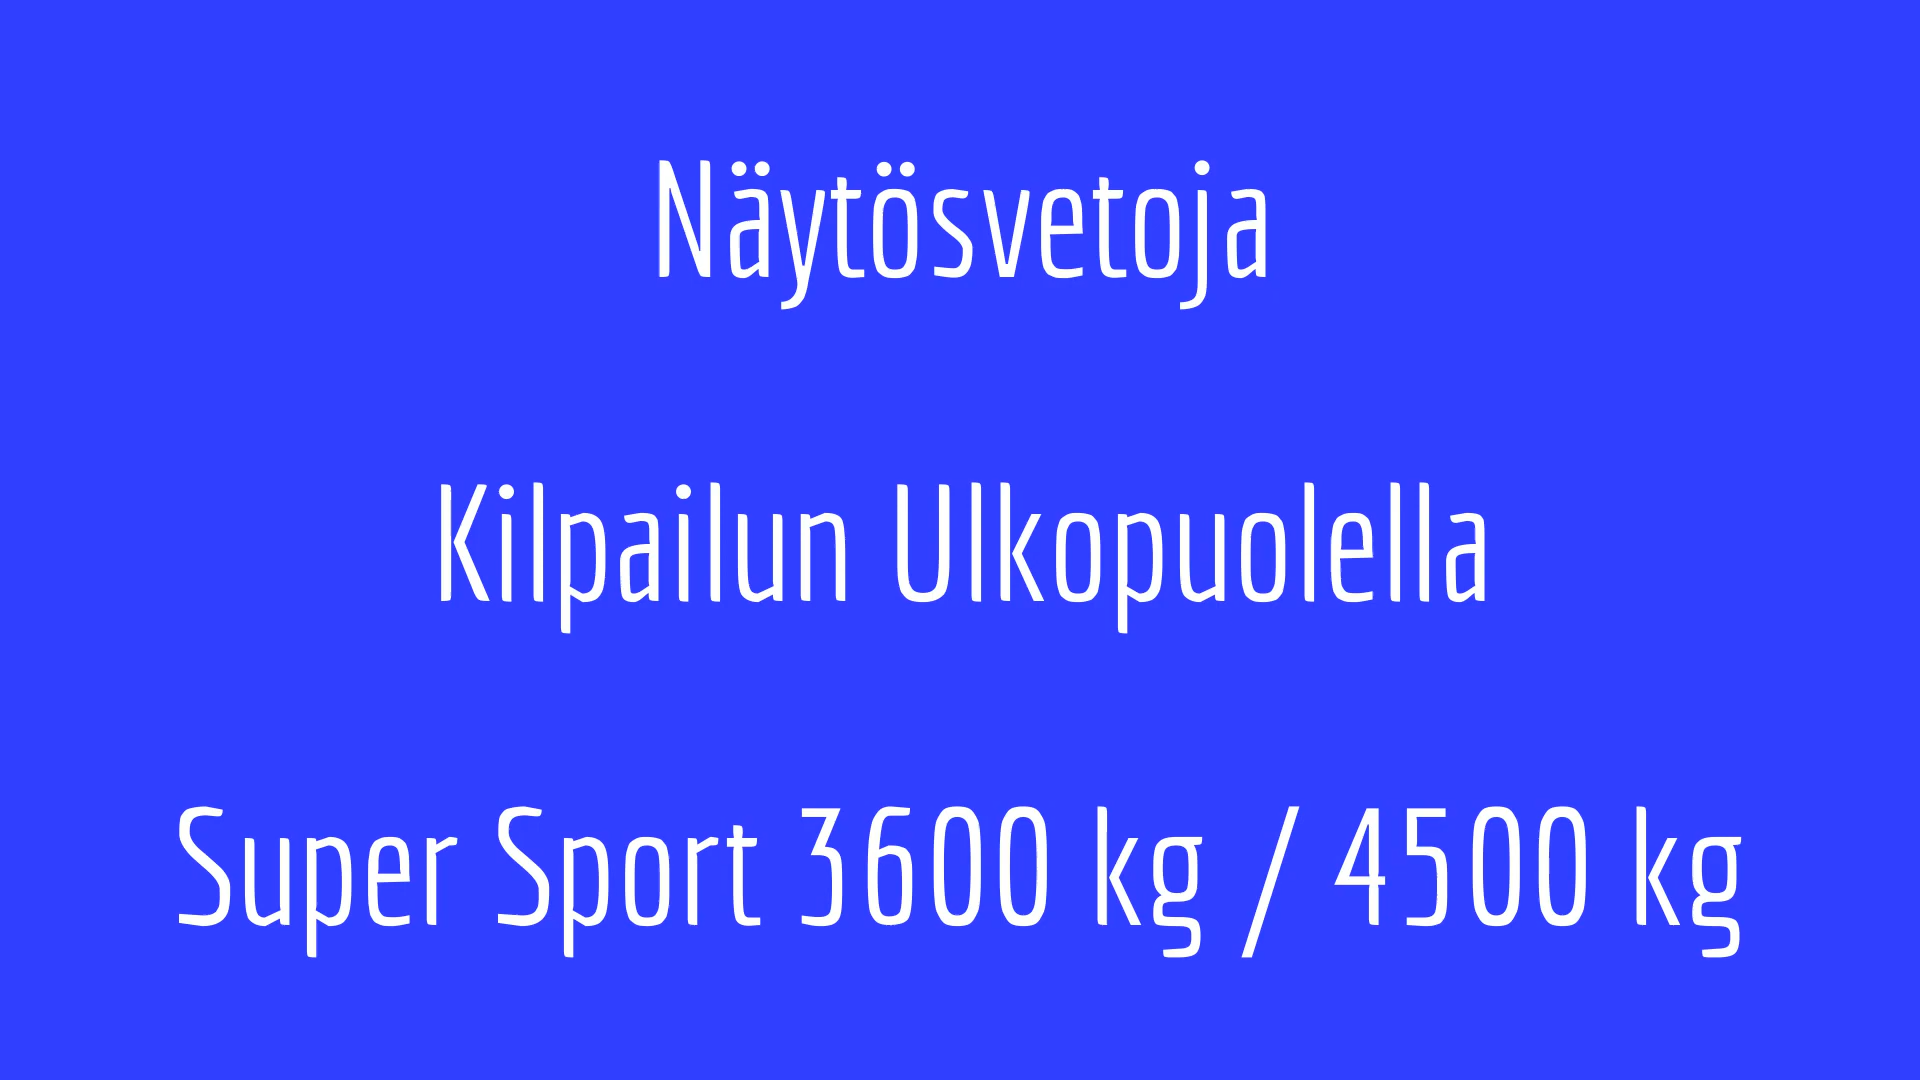 Näytösvetoja
Kilpailun Ulkopuolella
Super Sport 3600 kg / 4500 kg